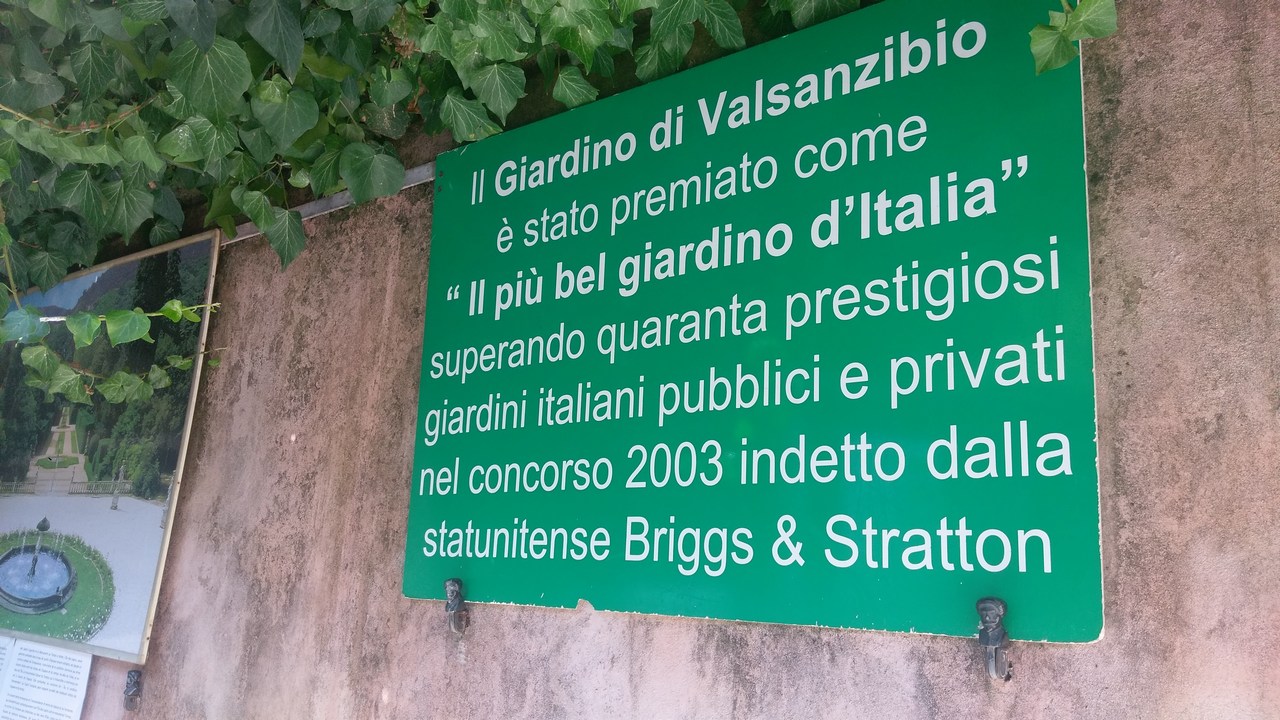 Il Giardino di Valsanzibio
è stato premiato come
“ Il più bel giardino d’Italia”
superando quaranta prestigiosi
giardini italiani pubblici e privati
nel concorso 2003 indetto dalla
statunitense Briggs & Stratton